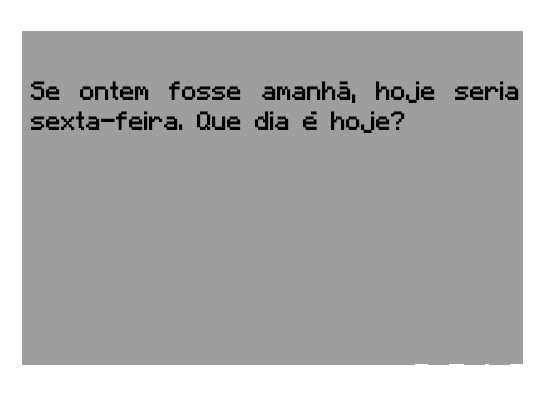 Se ontem fosse amanhã, hoje seria
sexta-feira. Que dia é hoje?